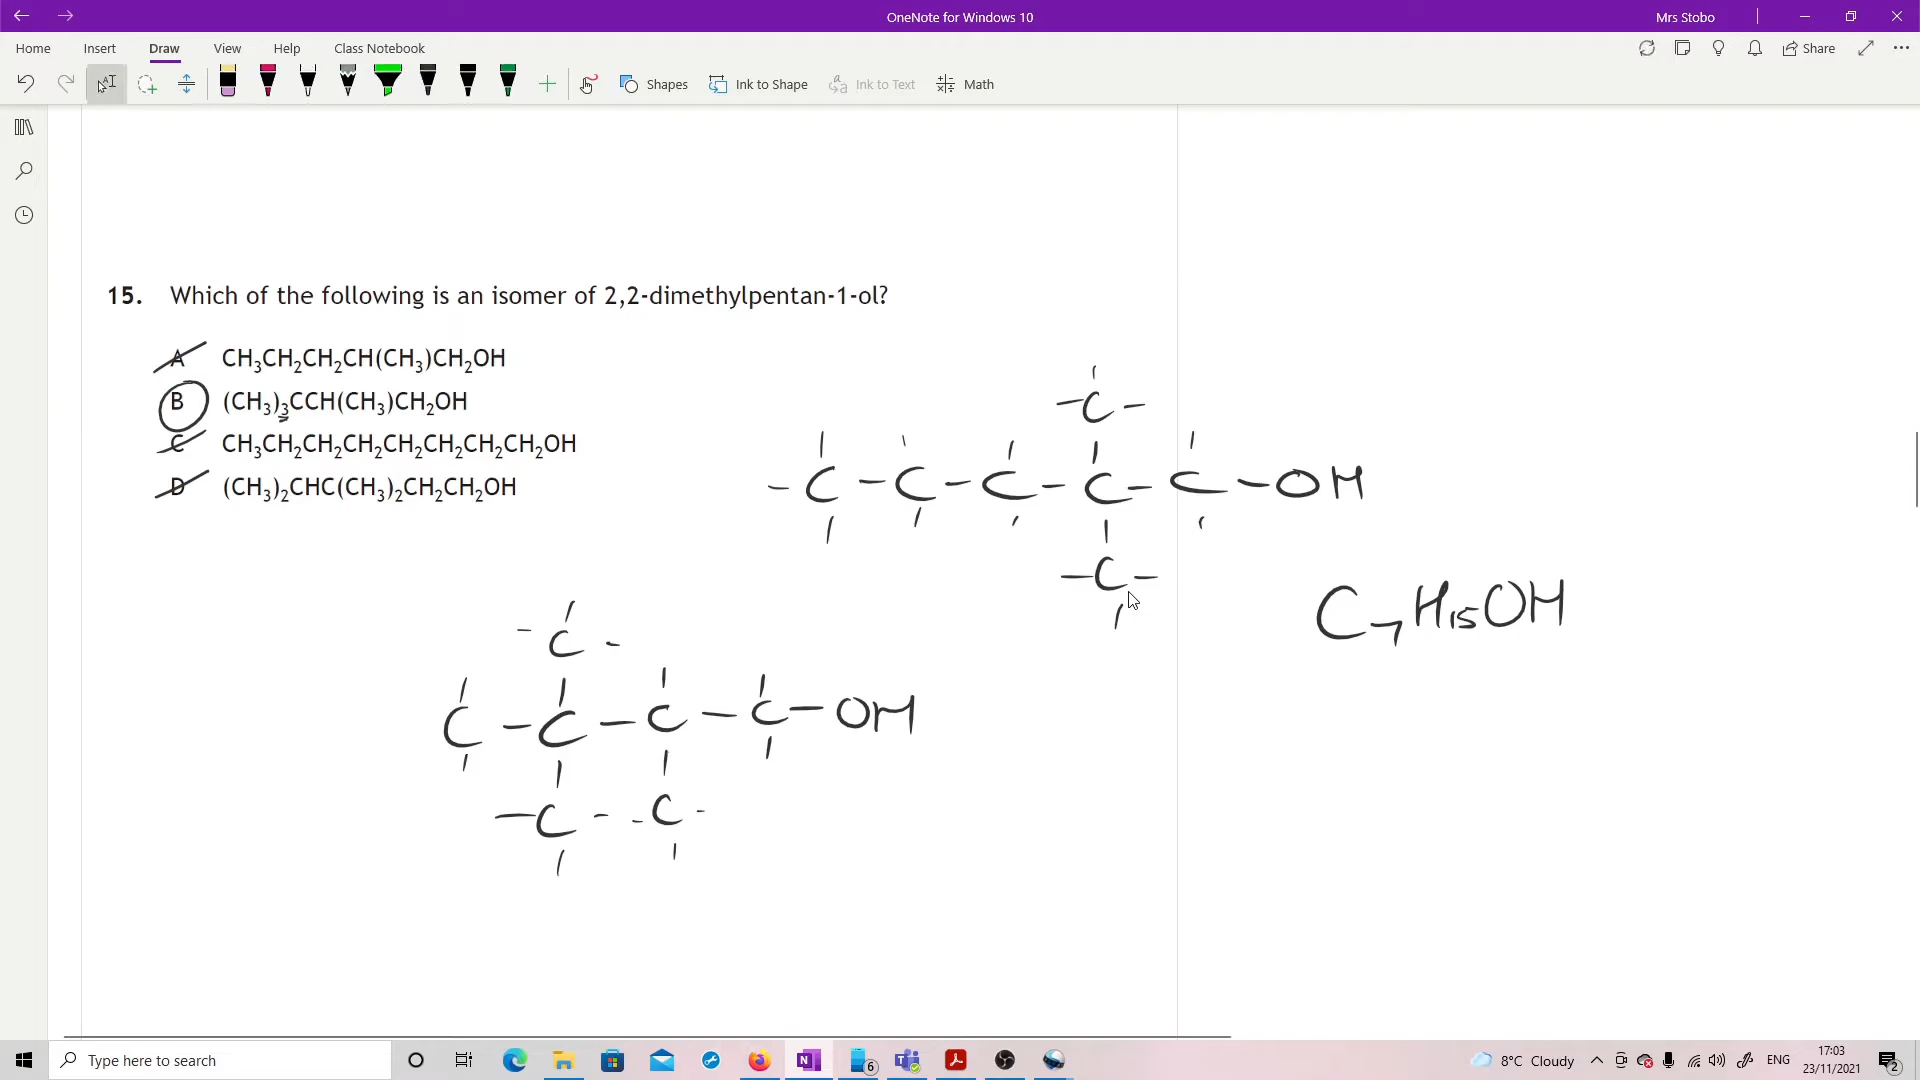 OneNote for Windows 10
Mrs Stobo
Home Insert Draw View Help Class Notebook
Share
Shapes Ink to Shape Ink to Text Math
15. Which of the following is an isomer of 2,2-dimethylpentan-1-ol?
A CH₃CH₂CH₂CH(CH₃)CH₂OH
B (CH₃)₃CCH(CH₃)CH₂OH
C CH₃CH₂CH₂CH₂CH₂CH₂CH₂OH
D (CH₃)₂CHC(CH₃)₂CH₂CH₂OH
-C-
-C-C-C-C-C-OH
-C-
C₇H₁₅OH
-C-
C-C-C-C-OH
-C- -C-
Type here to search
6
8°C Cloudy
ENG
17:03
23/11/2021
2